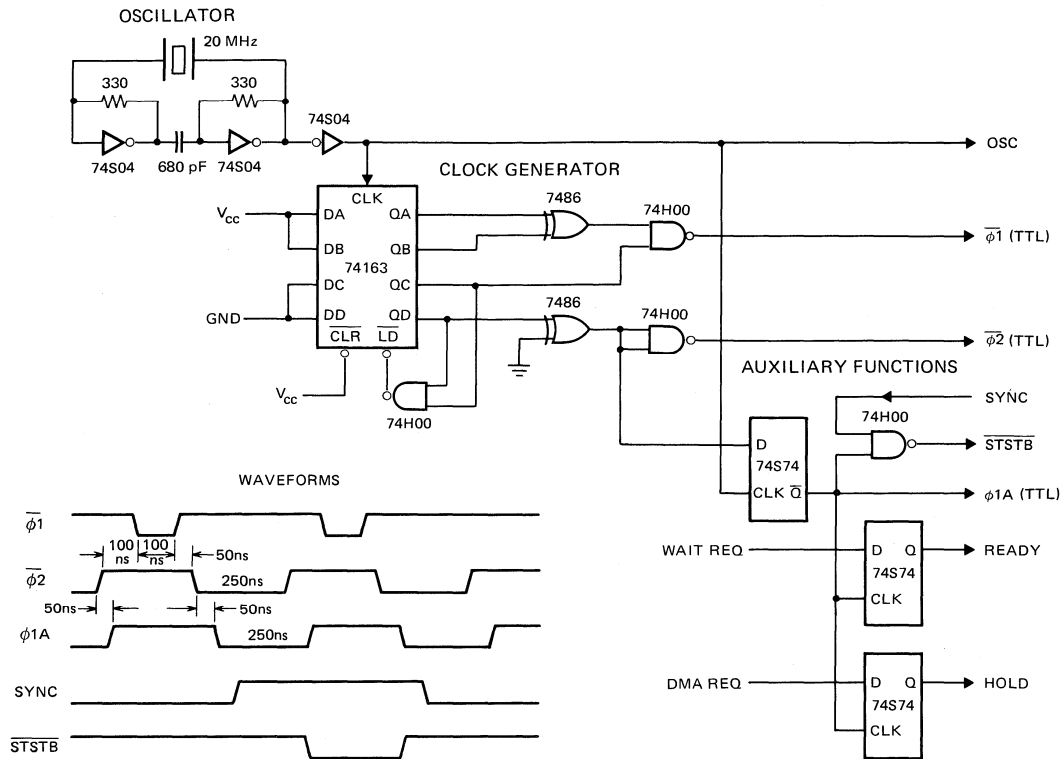 OSCILLATOR
20 MHz
330
330
74S04
74S04
680 pF
74S04
OSC
CLOCK GENERATOR
CLK
VCC
DA
QA
7486
74H00
DB
QB
φ1 (TTL)
74163
DC
QC
GND
DD
QD
7486
74H00
CLR
LD
φ2 (TTL)
VCC
74H00
AUXILIARY FUNCTIONS
SYNC
74H00
D
STSTB
74S74
CLK
Q
φ1A (TTL)
WAIT REQ
D
Q
READY
74S74
CLK
DMA REQ
D
Q
HOLD
74S74
CLK
WAVEFORMS
φ1
100 ns
100 ns
50ns
φ2
250ns
50ns
50ns
φ1A
250ns
SYNC
STSTB